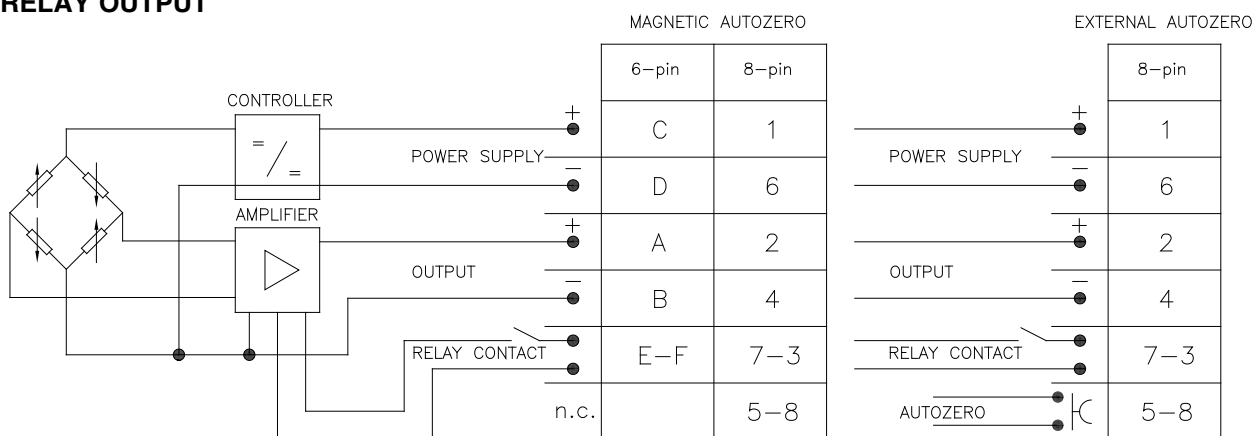 RELAY OUTPUT
MAGNETIC AUTOZERO
EXTERNAL AUTOZERO
6-pin 8-pin
8-pin
CONTROLLER
= / =
+ C 1
+ 1
POWER SUPPLY
POWER SUPPLY
− D 6
− 6
AMPLIFIER
+ A 2
+ 2
OUTPUT
OUTPUT
− B 4
− 4
RELAY CONTACT E-F 7-3
RELAY CONTACT 7-3
n.c. 5-8
AUTOZERO 5-8